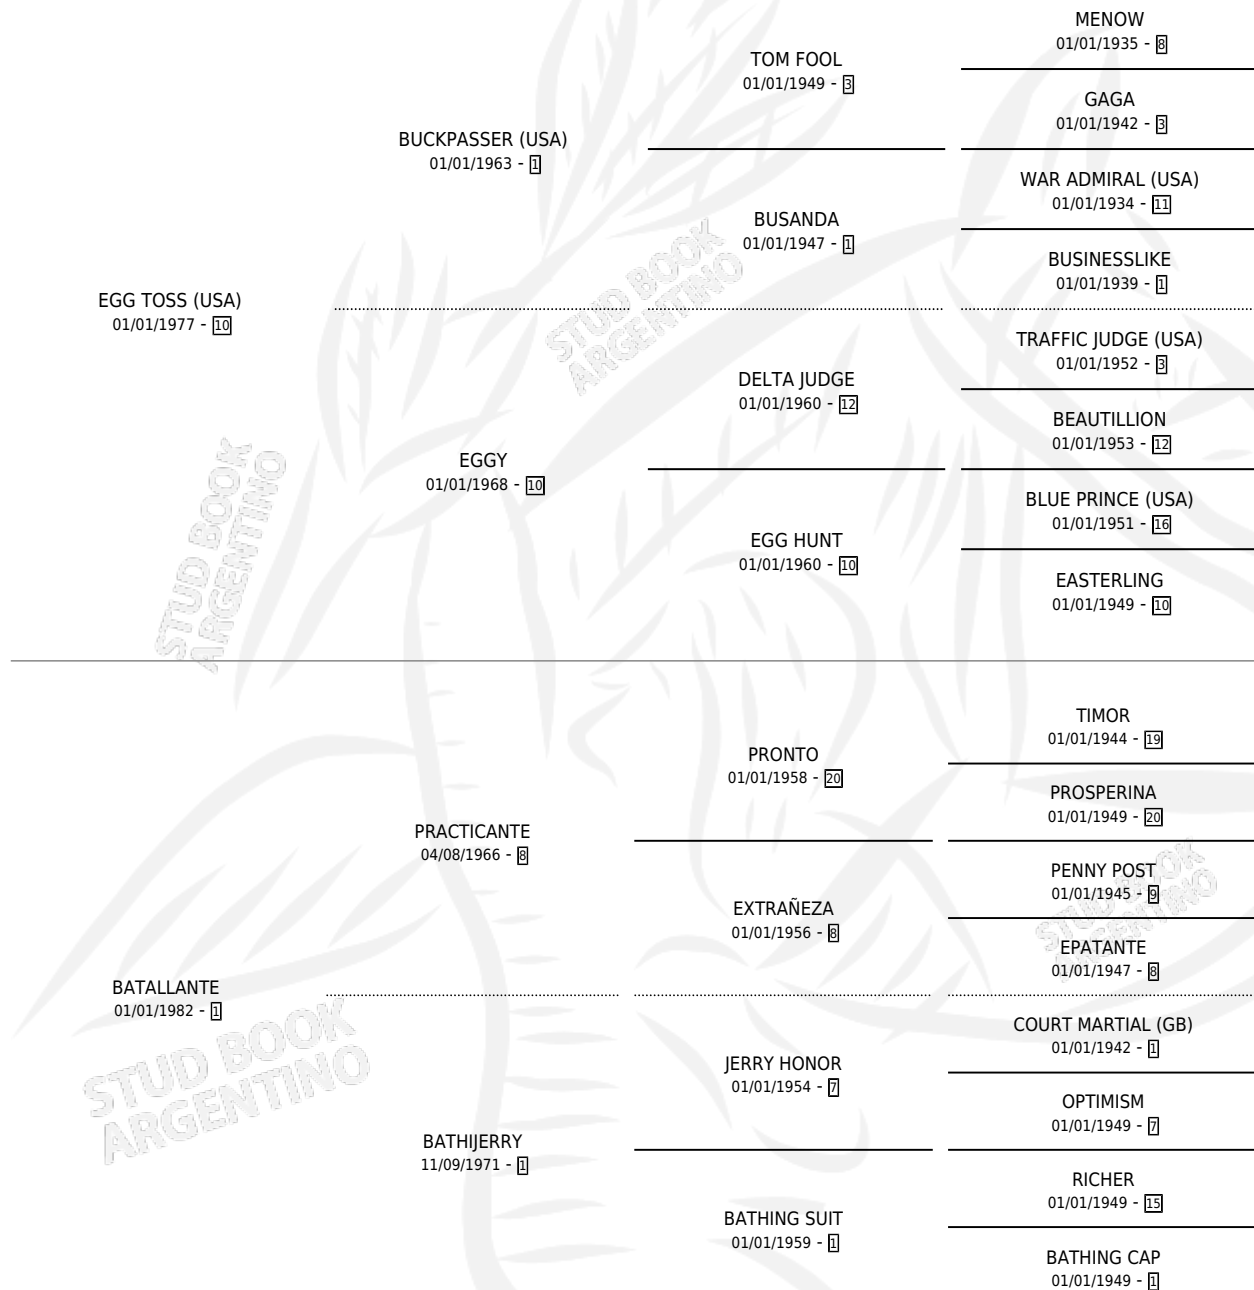 MENOW
01/01/1935 - 8
TOM FOOL
01/01/1949 - 3
GAGA
01/01/1942 - 3
BUCKPASSER (USA)
01/01/1963 - 1
WAR ADMIRAL (USA)
01/01/1934 - 11
BUSANDA
01/01/1947 - 1
BUSINESSLIKE
01/01/1939 - 1
EGG TOSS (USA)
01/01/1977 - 10
TRAFFIC JUDGE (USA)
01/01/1952 - 3
DELTA JUDGE
01/01/1960 - 12
BEAUTILLION
01/01/1953 - 12
EGGY
01/01/1968 - 10
BLUE PRINCE (USA)
01/01/1951 - 16
EGG HUNT
01/01/1960 - 10
EASTERLING
01/01/1949 - 10
TIMOR
01/01/1944 - 19
PRONTO
01/01/1958 - 20
PROSPERINA
01/01/1949 - 20
PRACTICANTE
04/08/1966 - 8
PENNY POST
01/01/1945 - 9
EXTRAÑEZA
01/01/1956 - 8
EPATANTE
01/01/1947 - 8
BATALLANTE
01/01/1982 - 1
COURT MARTIAL (GB)
01/01/1942 - 1
JERRY HONOR
01/01/1954 - 7
OPTIMISM
01/01/1949 - 7
BATHIJERRY
11/09/1971 - 1
RICHER
01/01/1949 - 15
BATHING SUIT
01/01/1959 - 1
BATHING CAP
01/01/1949 - 1
STUD BOOK
ARGENTINO
STUD BOOK
ARGENTINO
STUD BOOK
ARGENTINO
STUD BOOK
ARGENTINO